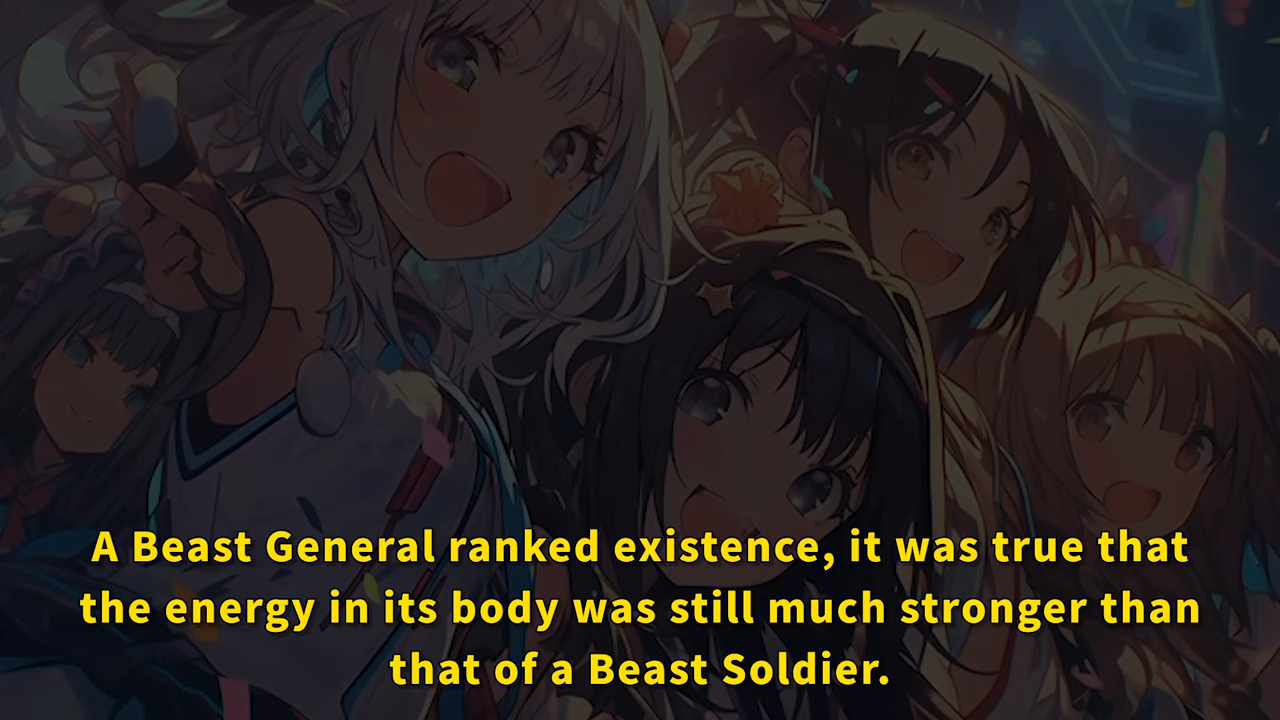 A Beast General ranked existence, it was true that
the energy in its body was still much stronger than
that of a Beast Soldier.